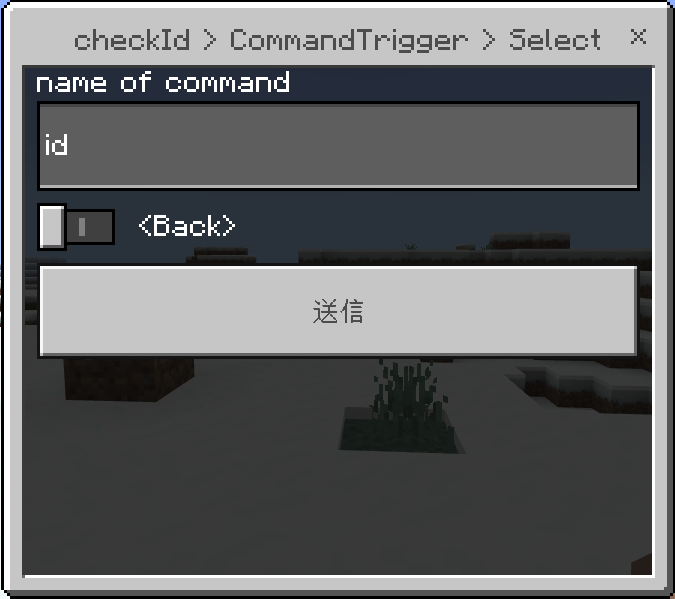 checkId > CommandTrigger > Select ×
name of command
id
<Back>
送信